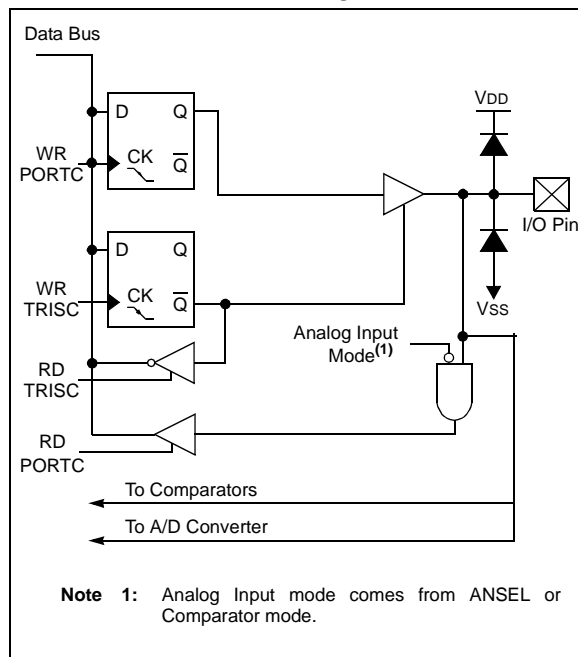 Data Bus
D Q
VDD
WR
PORTC
CK Q
I/O Pin
D Q
WR
TRISC
CK Q
VSS
Analog Input
Mode(1)
RD
TRISC
RD
PORTC
To Comparators
To A/D Converter
Note 1: Analog Input mode comes from ANSEL or
Comparator mode.